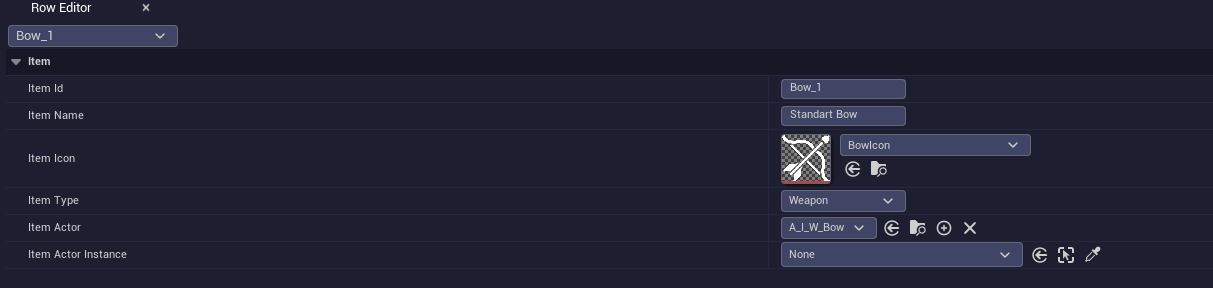 Row Editor
Bow_1
Item
Item Id Bow_1
Item Name Standart Bow
Item Icon BowIcon
Item Type Weapon
Item Actor A_I_W_Bow
Item Actor Instance None